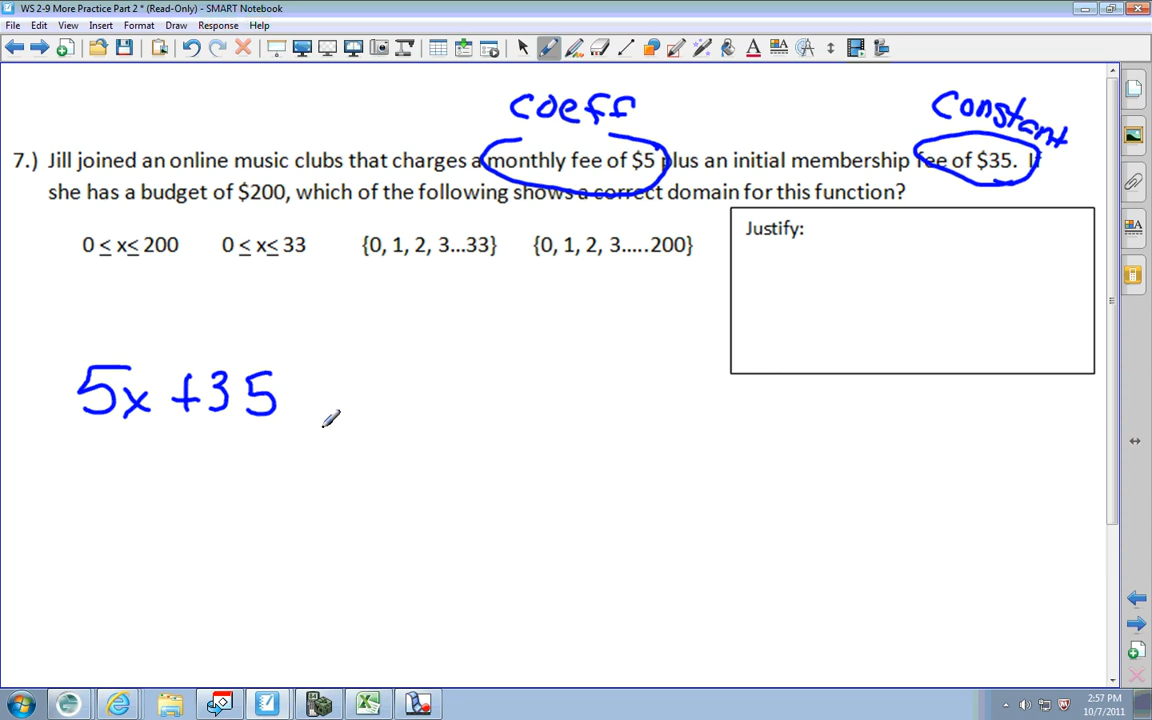 WS 2-9 More Practice Part 2 * (Read-Only) - SMART Notebook
File Edit View Insert Format Draw Response Help
coeff
Constant
7.) Jill joined an online music clubs that charges a monthly fee of $5 plus an initial membership fee of $35. If
she has a budget of $200, which of the following shows a correct domain for this function?
Justify:
0 ≤ x≤ 200 0 ≤ x≤ 33 {0, 1, 2, 3...33} {0, 1, 2, 3.....200}
5x +35
2:57 PM
10/7/2011